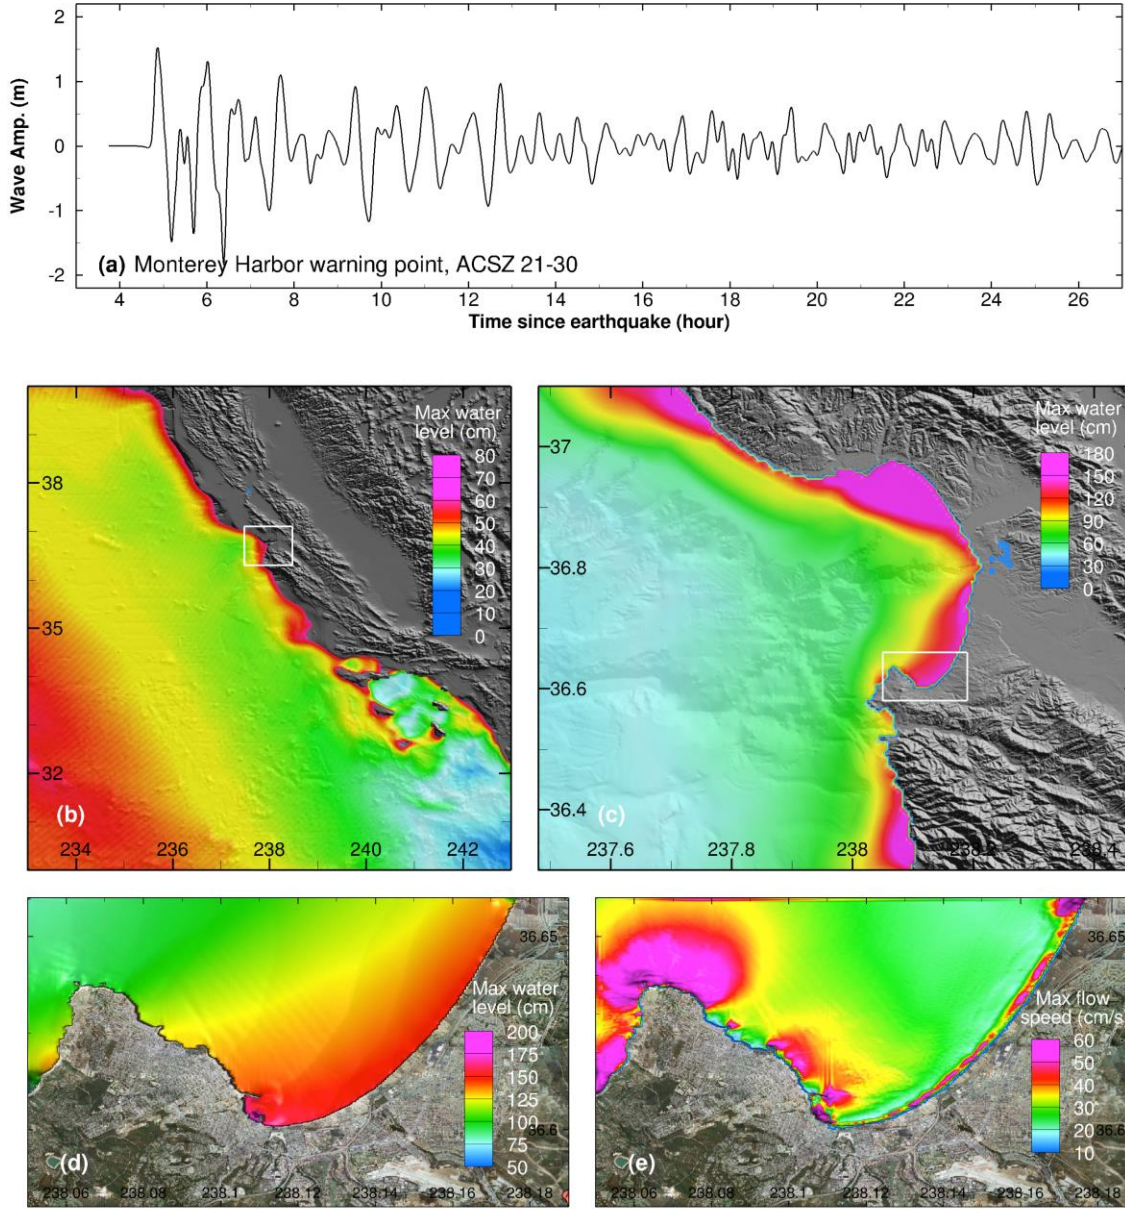 2
1
0
-1
-2
Wave Amp. (m)
(a) Monterey Harbor warning point, ACSZ 21-30
4 6 8 10 12 14 16 18 20 22 24 26
Time since earthquake (hour)
Max water
level (cm)
80
70
60
50
40
30
20
10
0
38
35
32
(b)
234 236 238 240 242
Max water
level (cm)
180
150
120
90
60
30
0
37
36.8
36.6
36.4
(c)
237.6 237.8 238 238.2 238.4
36.65
Max water
level (cm)
200
175
150
125
100
75
50
36.6
(d)
238.06 238.08 238.1 238.12 238.14 238.16 238.18
36.65
Max flow
speed (cm/s
60
50
40
30
20
10
36.6
(e)
238.06 238.08 238.1 238.12 238.14 238.16 238.18